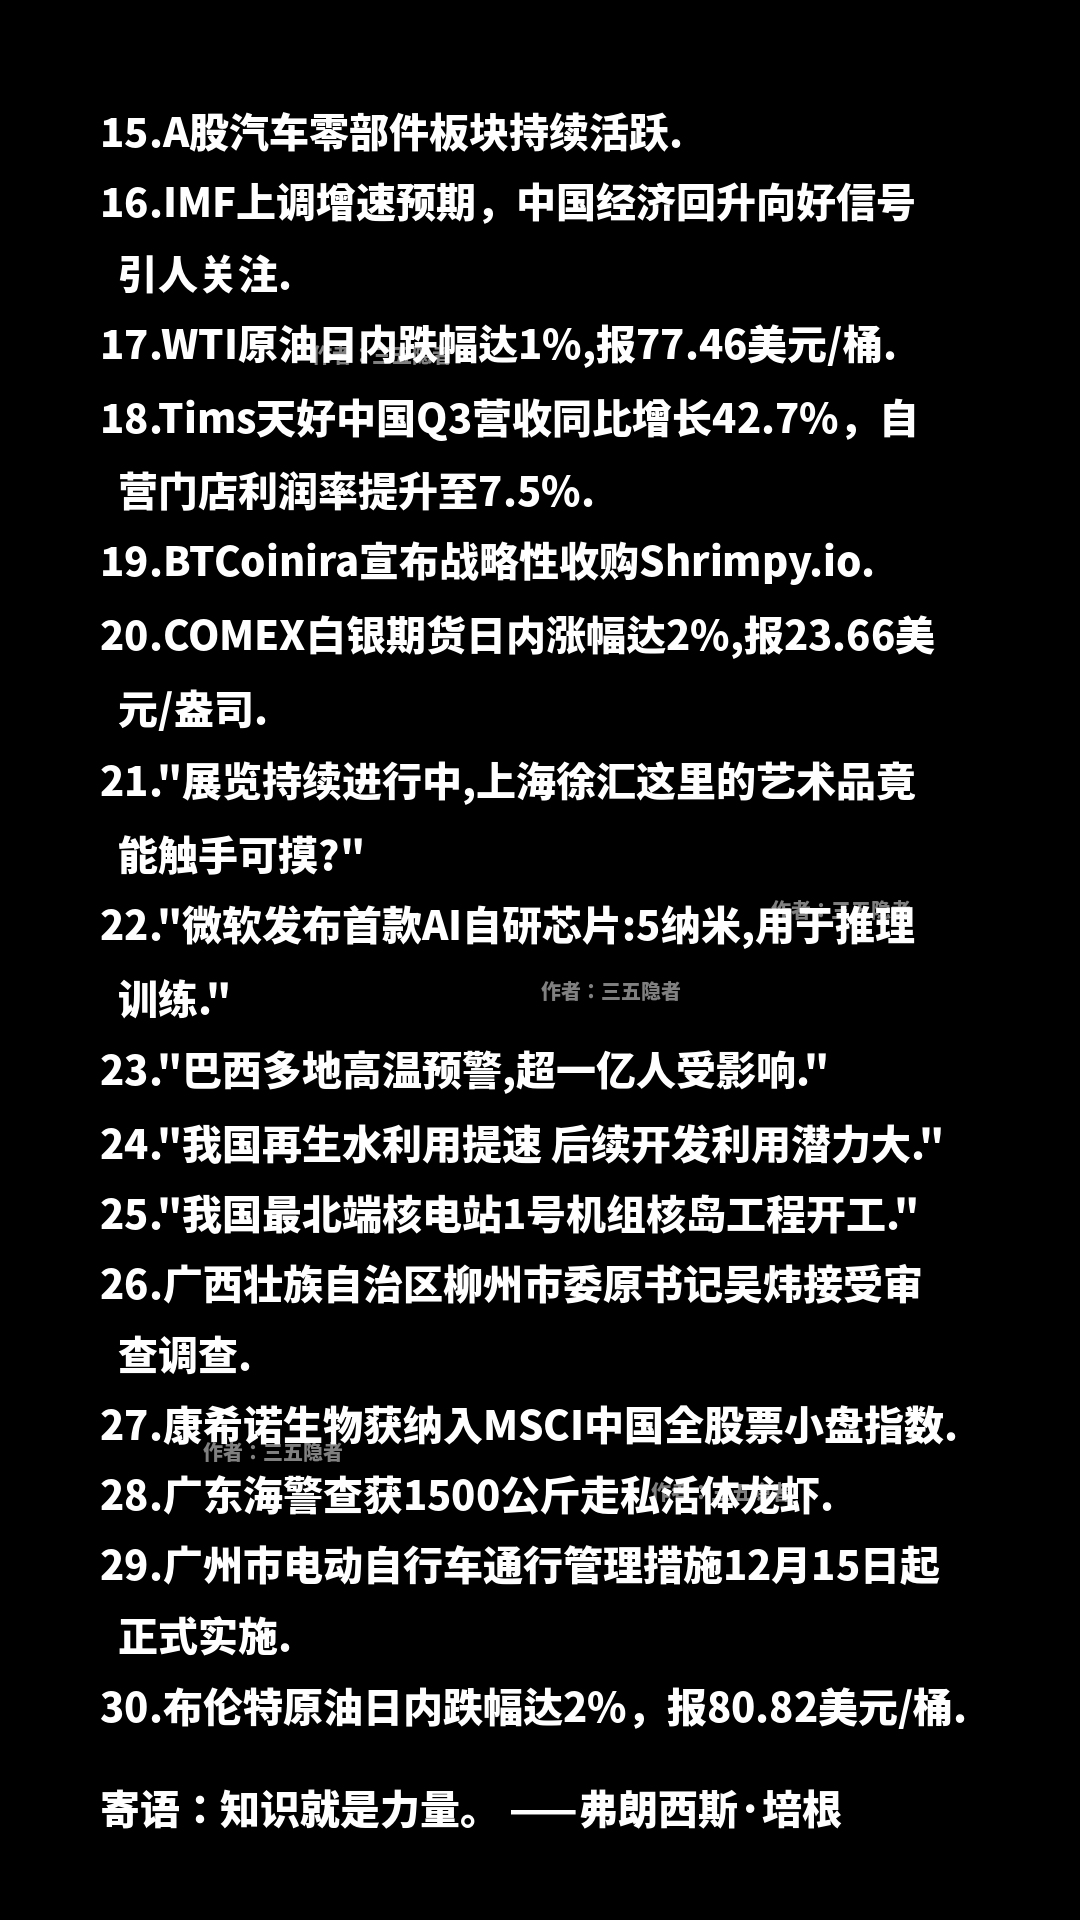 15.A股汽车零部件板块持续活跃.
16.IMF上调增速预期，中国经济回升向好信号
引人关注.
17.WTI原油日内跌幅达1%,报77.46美元/桶.
作者：三五隐者
18.Tims天好中国Q3营收同比增长42.7%，自
营门店利润率提升至7.5%.
19.BTCoinira宣布战略性收购Shrimpy.io.
20.COMEX白银期货日内涨幅达2%,报23.66美
元/盎司.
21."展览持续进行中,上海徐汇这里的艺术品竟
能触手可摸?"
作者：三五隐者
22."微软发布首款AI自研芯片:5纳米,用于推理
训练."
作者：三五隐者
23."巴西多地高温预警,超一亿人受影响."
24."我国再生水利用提速 后续开发利用潜力大."
25."我国最北端核电站1号机组核岛工程开工."
26.广西壮族自治区柳州市委原书记吴炜接受审
查调查.
27.康希诺生物获纳入MSCI中国全股票小盘指数.
作者：三五隐者
28.广东海警查获1500公斤走私活体龙虾.
作者：三五隐者
29.广州市电动自行车通行管理措施12月15日起
正式实施.
30.布伦特原油日内跌幅达2%，报80.82美元/桶.
寄语：知识就是力量。 ——弗朗西斯·培根